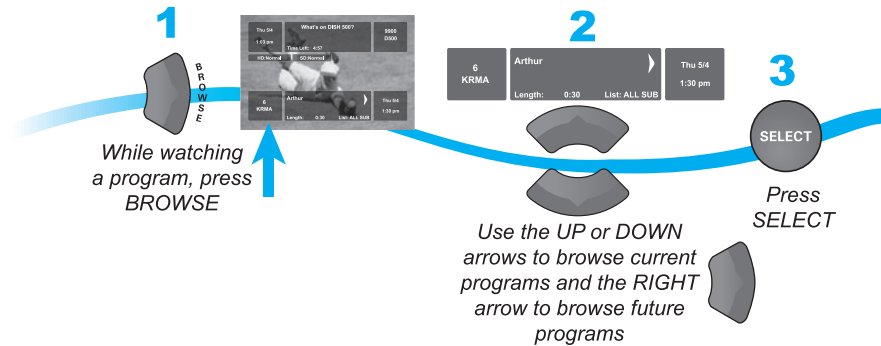 1
BROWSE
Thu 5/4
1:03 pm
What's on DISH 500?
Time Left: 4:57
9900
D500
HD:Normal
SD:Normal
6
KRMA
Arthur
Length: 0:30 List: ALL SUB
Thu 5/4
1:30 pm
While watching
a program, press
BROWSE
2
6
KRMA
Arthur
Length: 0:30 List: ALL SUB
Thu 5/4
1:30 pm
Use the UP or DOWN
arrows to browse current
programs and the RIGHT
arrow to browse future
programs
3
SELECT
Press
SELECT